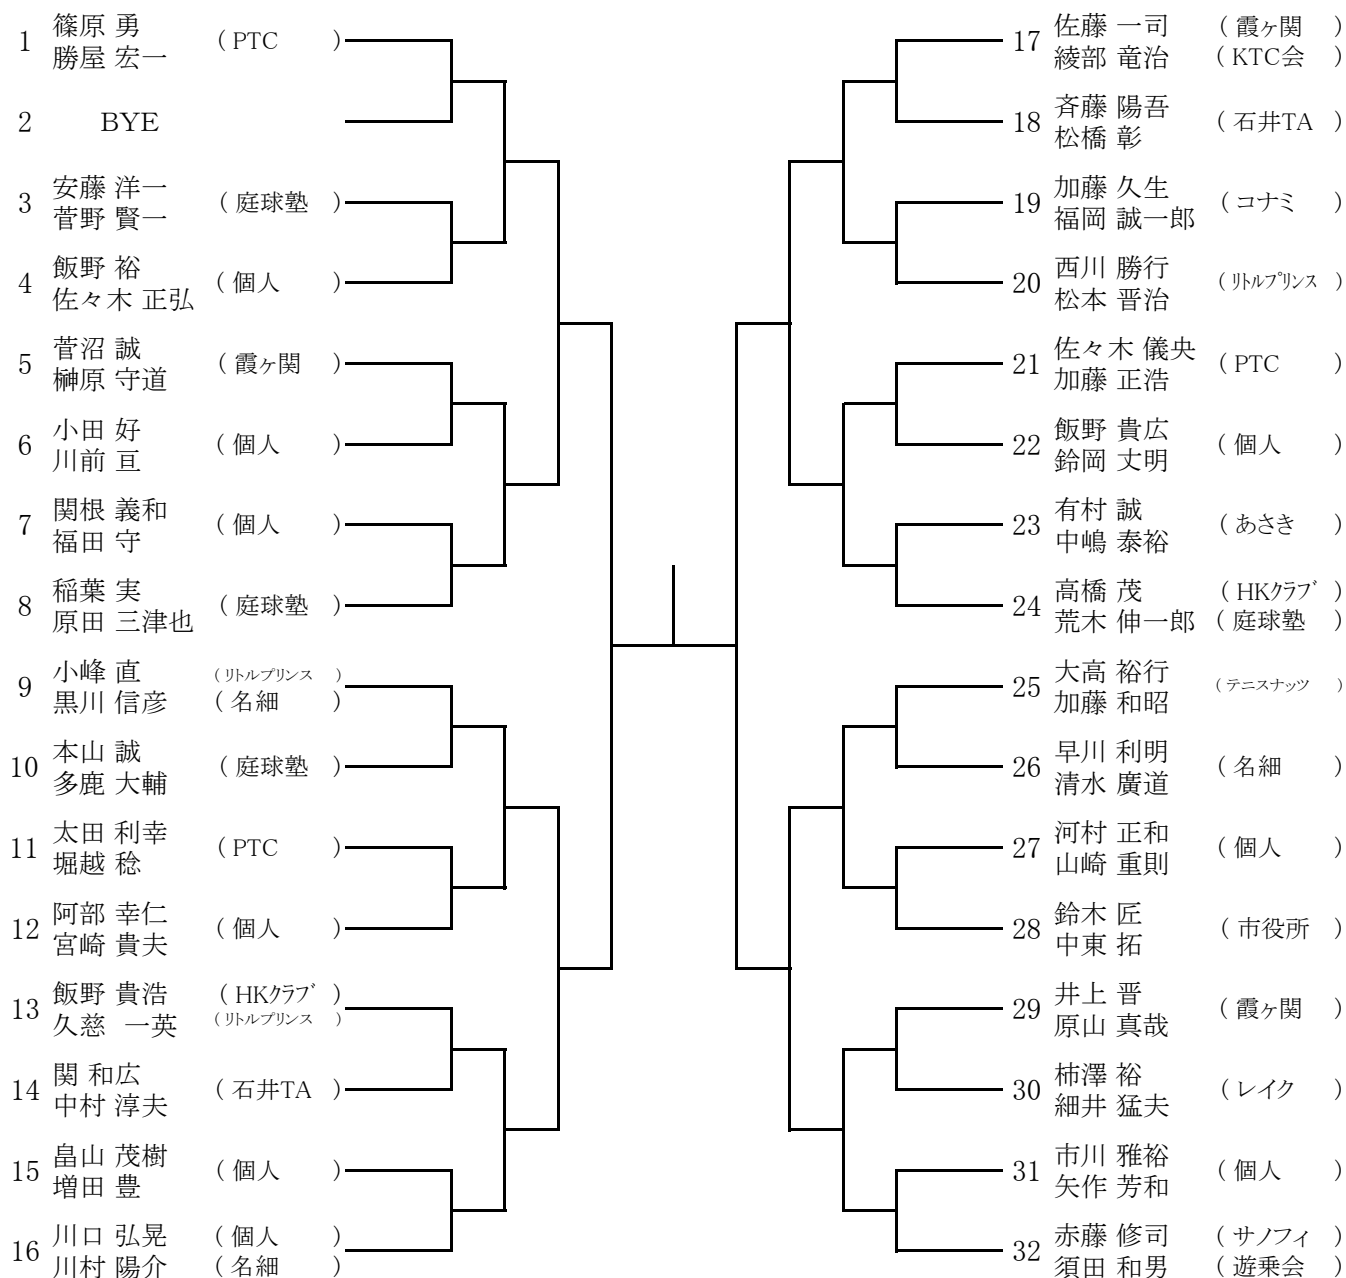 1 篠原 勇 ( PTC )
勝屋 宏一
2 BYE
3 安藤 洋一 ( 庭球塾 )
菅野 賢一
4 飯野 裕 ( 個人 )
佐々木 正弘
5 菅沼 誠 ( 霞ヶ関 )
榊原 守道
6 小田 好 ( 個人 )
川前 亘
7 関根 義和 ( 個人 )
福田 守
8 稲葉 実 ( 庭球塾 )
原田 三津也
9 小峰 直 ( リトルプリンス )
黒川 信彦 ( 名細 )
10 本山 誠 ( 庭球塾 )
多鹿 大輔
11 太田 利幸 ( PTC )
堀越 稔
12 阿部 幸仁 ( 個人 )
宮崎 貴夫
13 飯野 貴浩 ( HKクラブ )
久慈 一英 ( リトルプリンス )
14 関 和広 ( 石井TA )
中村 淳夫
15 畠山 茂樹 ( 個人 )
増田 豊
16 川口 弘晃 ( 個人 )
川村 陽介 ( 名細 )
17 佐藤 一司 ( 霞ヶ関 )
綾部 竜治 ( KTC会 )
18 斉藤 陽吾 ( 石井TA )
松橋 彰
19 加藤 久生 ( コナミ )
福岡 誠一郎
20 西川 勝行 ( リトルプリンス )
松本 晋治
21 佐々木 儀央 ( PTC )
加藤 正浩
22 飯野 貴広 ( 個人 )
鈴岡 丈明
23 有村 誠 ( あさき )
中嶋 泰裕
24 高橋 茂 ( HKクラブ )
荒木 伸一郎 ( 庭球塾 )
25 大高 裕行 ( テニスナッツ )
加藤 和昭
26 早川 利明 ( 名細 )
清水 廣道
27 河村 正和 ( 個人 )
山崎 重則
28 鈴木 匠 ( 市役所 )
中東 拓
29 井上 晋 ( 霞ヶ関 )
原山 真哉
30 柿澤 裕 ( レイク )
細井 猛夫
31 市川 雅裕 ( 個人 )
矢作 芳和
32 赤藤 修司 ( サノフィ )
須田 和男 ( 遊乗会 )